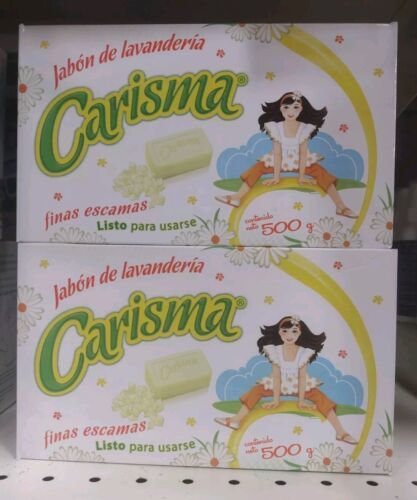 Jabón de lavandería
Carisma®
finas escamas
Listo para usarse
contenido
neto 500 g
Jabón de lavandería
Carisma®
finas escamas
Listo para usarse
contenido
neto 500 g